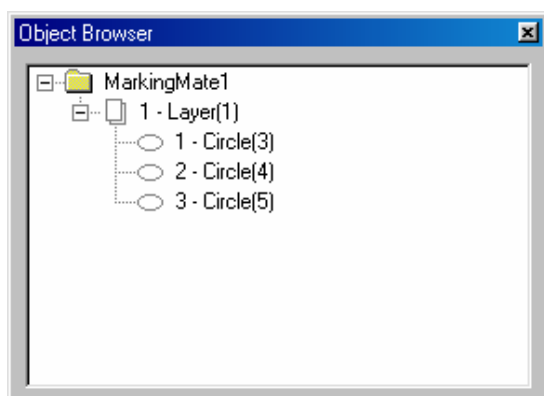 Object Browser
MarkingMate1
1 - Layer(1)
1 - Circle(3)
2 - Circle(4)
3 - Circle(5)